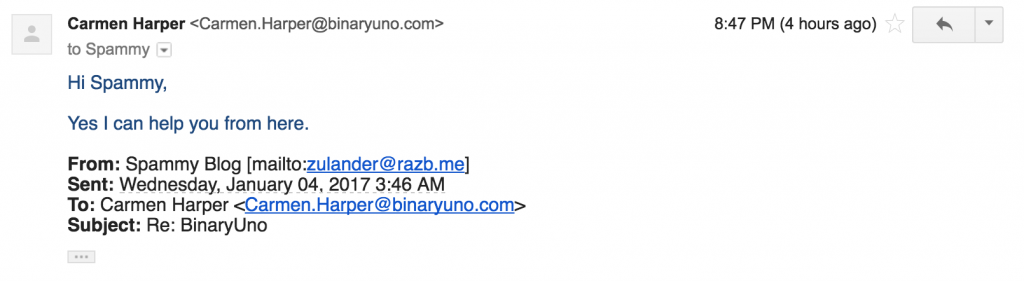 Carmen Harper <Carmen.Harper@binaryuno.com> 8:47 PM (4 hours ago)
to Spammy
Hi Spammy,
Yes I can help you from here.
From: Spammy Blog [mailto:zulander@razb.me]
Sent: Wednesday, January 04, 2017 3:46 AM
To: Carmen Harper <Carmen.Harper@binaryuno.com>
Subject: Re: BinaryUno